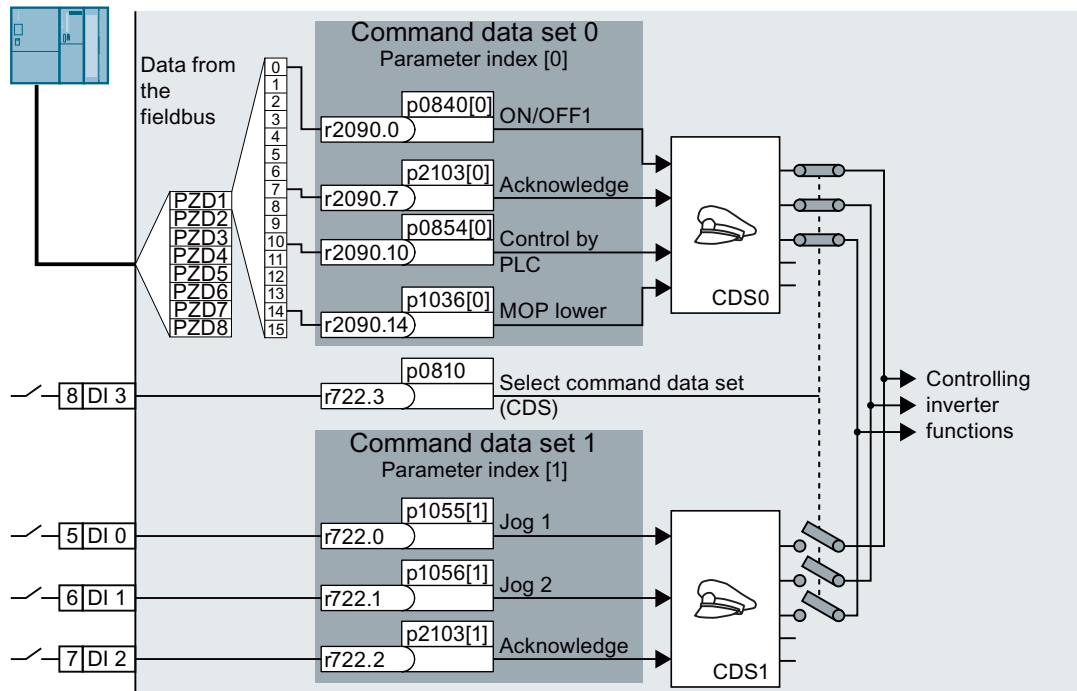 Command data set 0
Parameter index [0]
Data from
the
fieldbus
0
1
2
3
4
5
6
7
8
9
10
11
12
13
14
15
PZD1
PZD2
PZD3
PZD4
PZD5
PZD6
PZD7
PZD8
p0840[0]
r2090.0
ON/OFF1
p2103[0]
r2090.7
Acknowledge
p0854[0]
r2090.10
Control by
PLC
p1036[0]
r2090.14
MOP lower
CDS0
8 DI 3
p0810
r722.3
Select command data set
(CDS)
Controlling
inverter
functions
Command data set 1
Parameter index [1]
5 DI 0
p1055[1]
r722.0
Jog 1
6 DI 1
p1056[1]
r722.1
Jog 2
7 DI 2
p2103[1]
r722.2
Acknowledge
CDS1